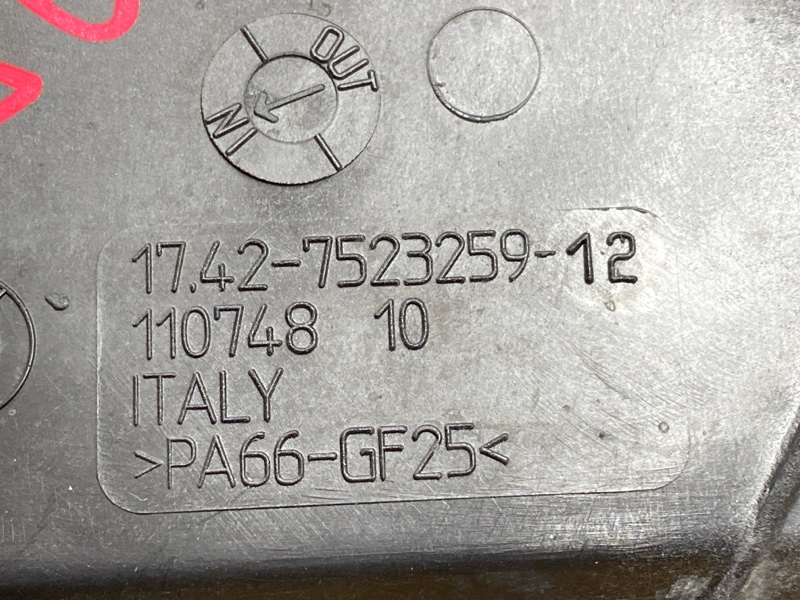 OUT
IN
17.42-7523259-12
110748 10
ITALY
>PA66-GF25<